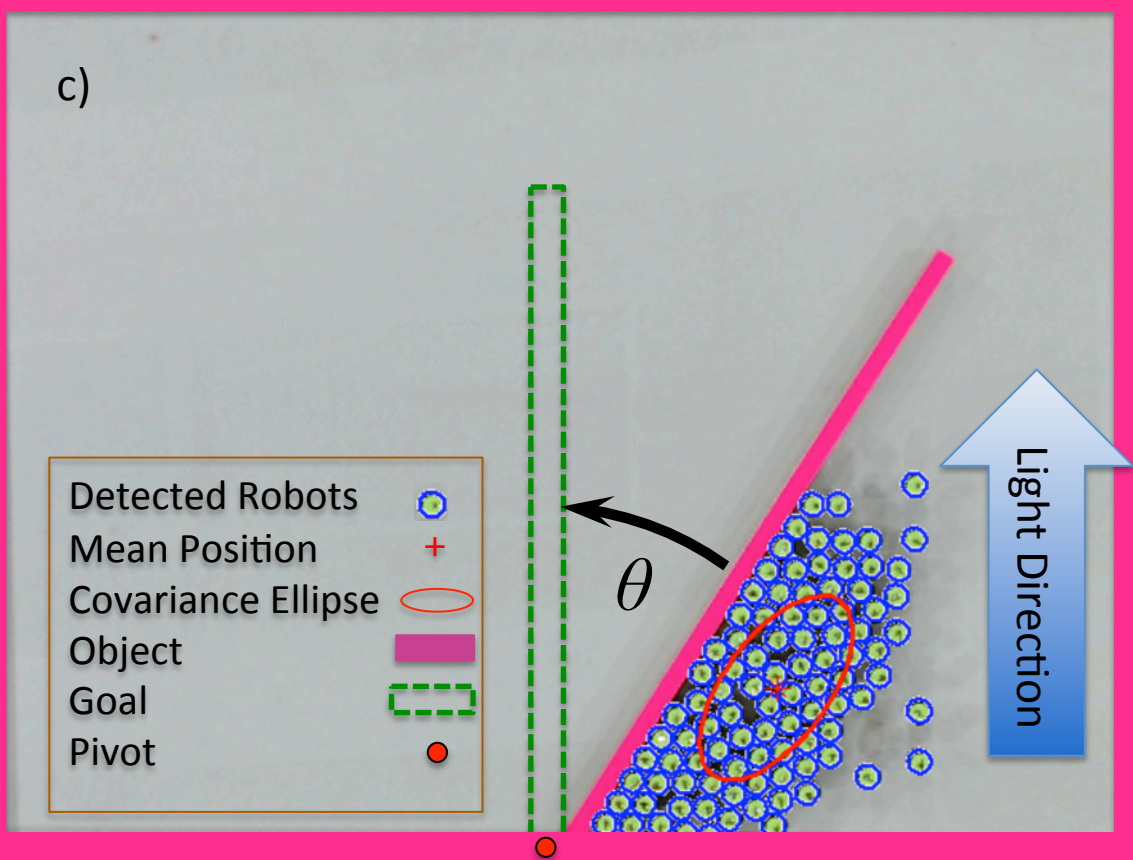 c)
θ
Light Direction
Detected Robots
Mean Position
Covariance Ellipse
Object
Goal
Pivot